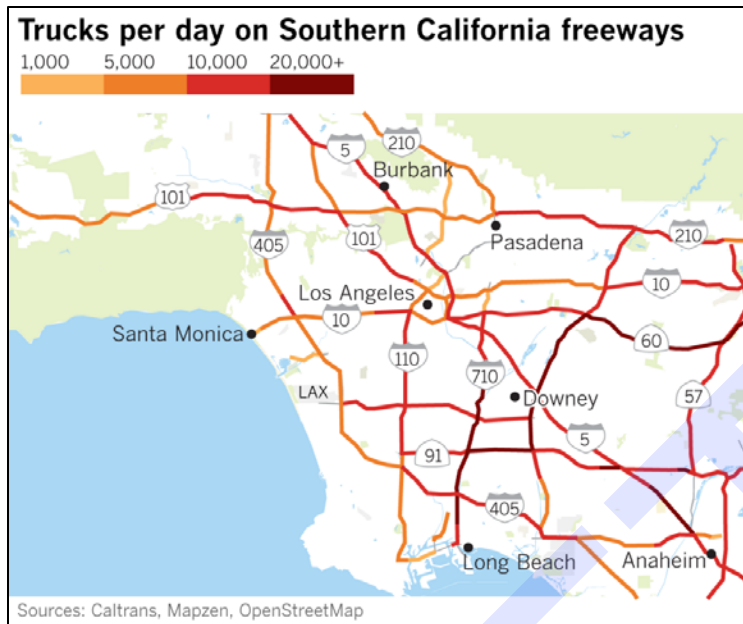 Trucks per day on Southern California freeways
1,000 5,000 10,000 20,000+
5
210
Burbank
101
405
101
Pasadena
210
Los Angeles
10
10
Santa Monica
60
110
710
LAX
Downey
57
91
5
405
Long Beach
Anaheim
Sources: Caltrans, Mapzen, OpenStreetMap